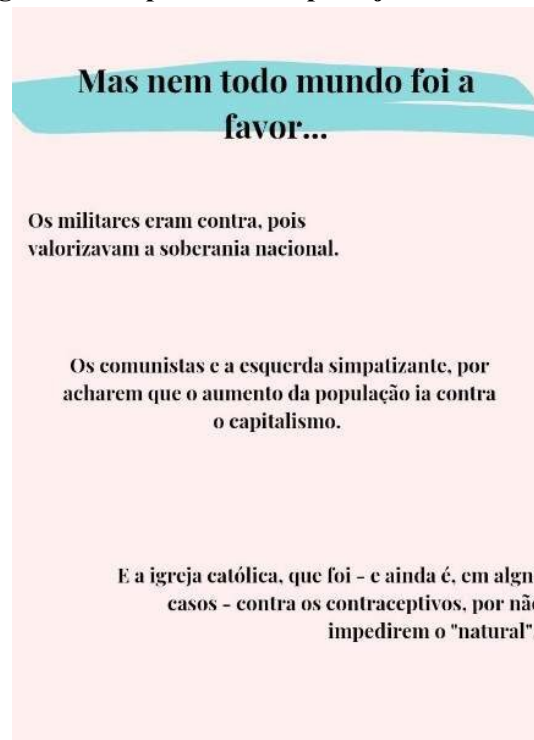 Mas nem todo mundo foi a
favor...
Os militares eram contra, pois
valorizavam a soberania nacional.
Os comunistas e a esquerda simpatizante, por
acharem que o aumento da população ia contra
o capitalismo.
E a igreja católica, que foi - e ainda é, em algn
casos - contra os contraceptivos, por não
impedirem o "natural".